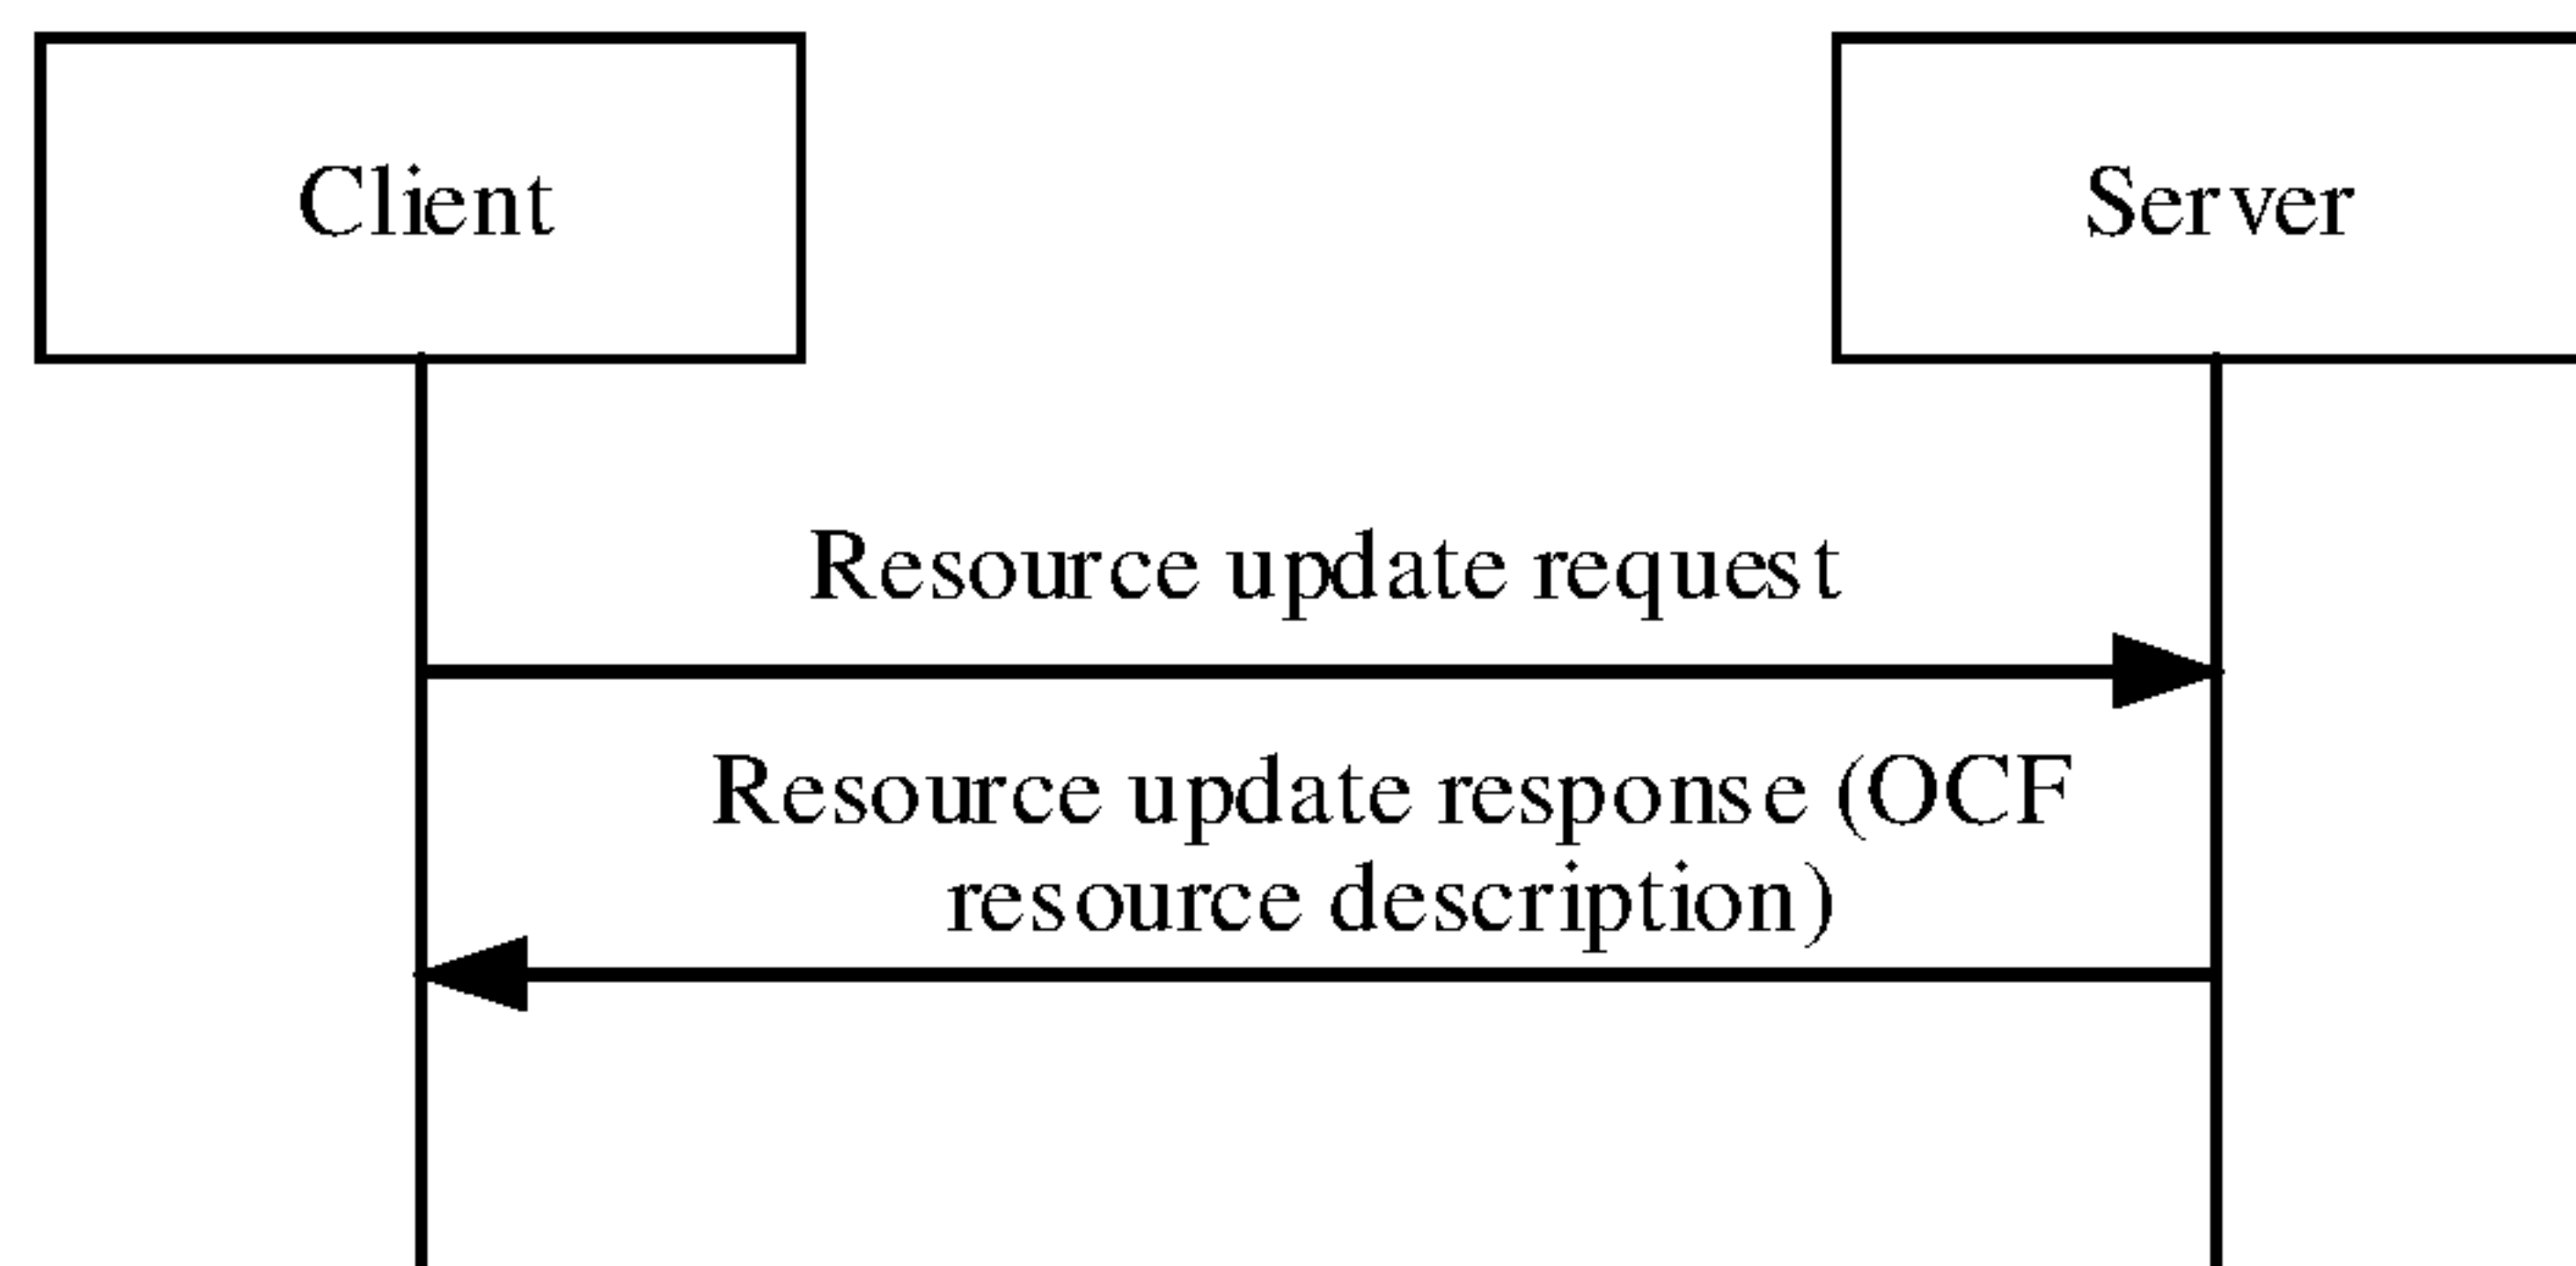 Client
Server
Resource update request
Resource update response (OCF
resource description)